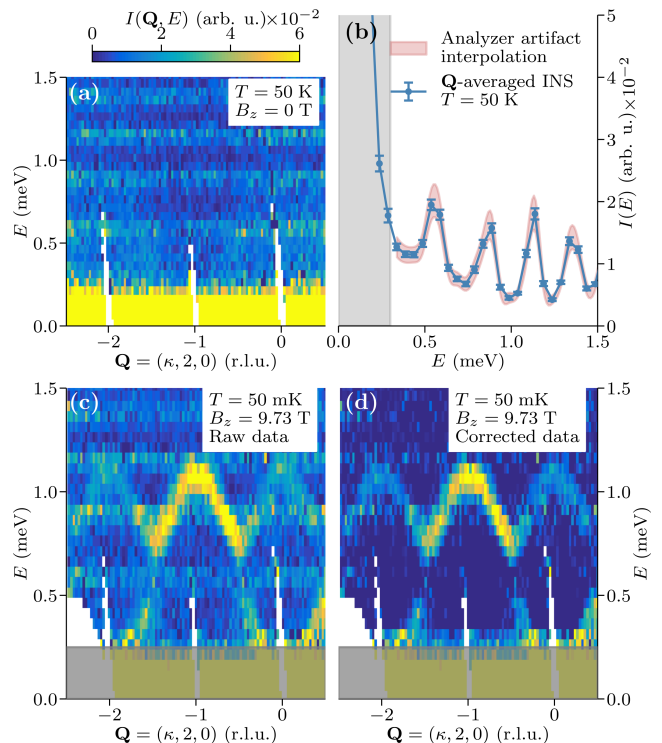 I(Q, E) (arb. u.)×10⁻²
0 2 4 6
(a)
T = 50 K
B_z = 0 T
1.5
1.0
0.5
0.0
E (meV)
−2 −1 0
Q = (κ, 2, 0) (r.l.u.)
(b)
Analyzer artifact
interpolation
Q-averaged INS
T = 50 K
5
4
3
2
1
0
I(E) (arb. u.)×10⁻²
0.0 0.5 1.0 1.5
E (meV)
(c)
T = 50 mK
B_z = 9.73 T
Raw data
1.5
1.0
0.5
0.0
E (meV)
−2 −1 0
Q = (κ, 2, 0) (r.l.u.)
(d)
T = 50 mK
B_z = 9.73 T
Corrected data
1.5
1.0
0.5
0.0
E (meV)
−2 −1 0
Q = (κ, 2, 0) (r.l.u.)